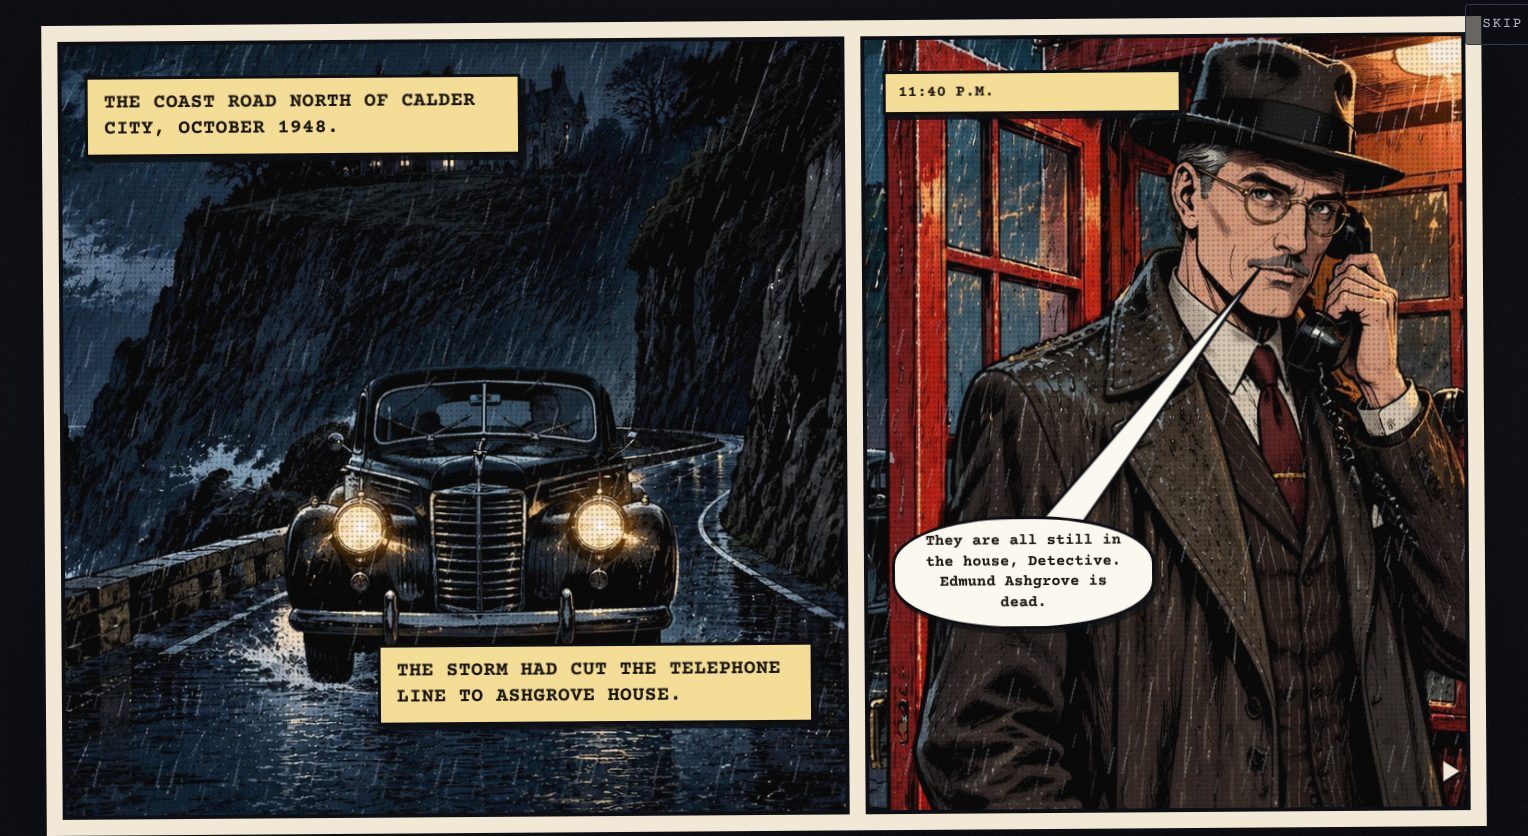 THE COAST ROAD NORTH OF CALDER
CITY, OCTOBER 1948.
THE STORM HAD CUT THE TELEPHONE
LINE TO ASHGROVE HOUSE.
11:40 P.M.
They are all still in
the house, Detective.
Edmund Ashgrove is
dead.
SKIP